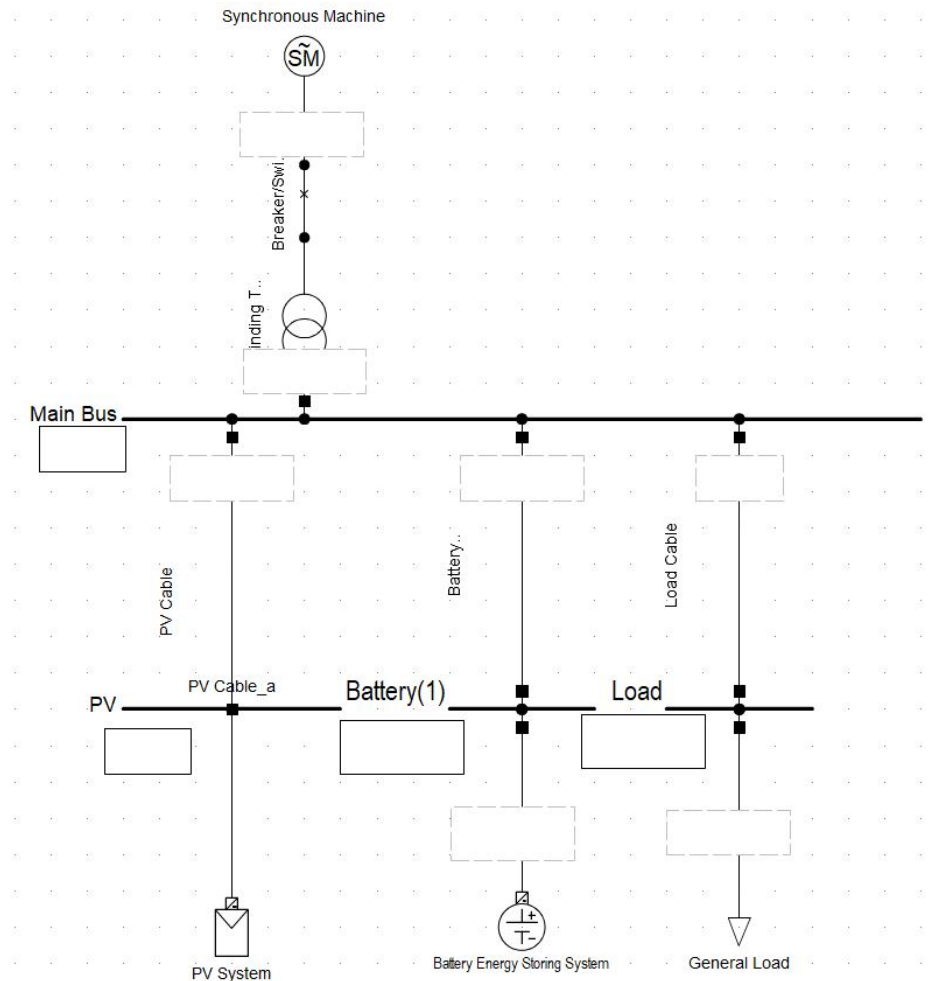 Synchronous Machine
SM
Breaker/Swi..
inding T..
Main Bus
PV Cable
Battery..
Load Cable
PV Cable_a
PV
Battery(1)
Load
PV System
Battery Energy Storing System
General Load